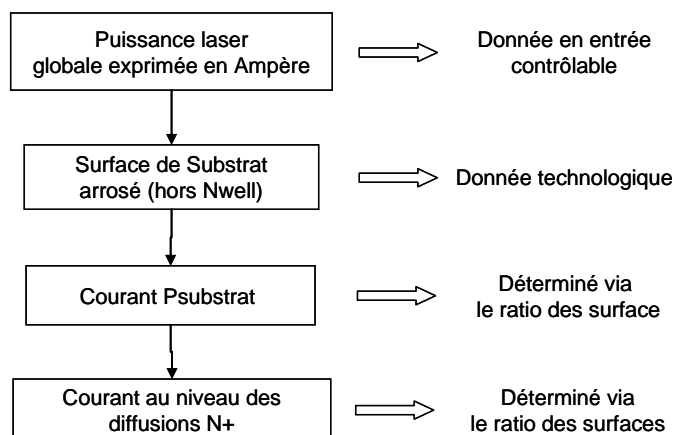 Puissance laser
globale exprimée en Ampère
Donnée en entrée
contrôlable
Surface de Substrat
arrosé (hors Nwell)
Donnée technologique
Courant Psubstrat
Déterminé via
le ratio des surface
Courant au niveau des
diffusions N+
Déterminé via
le ratio des surfaces